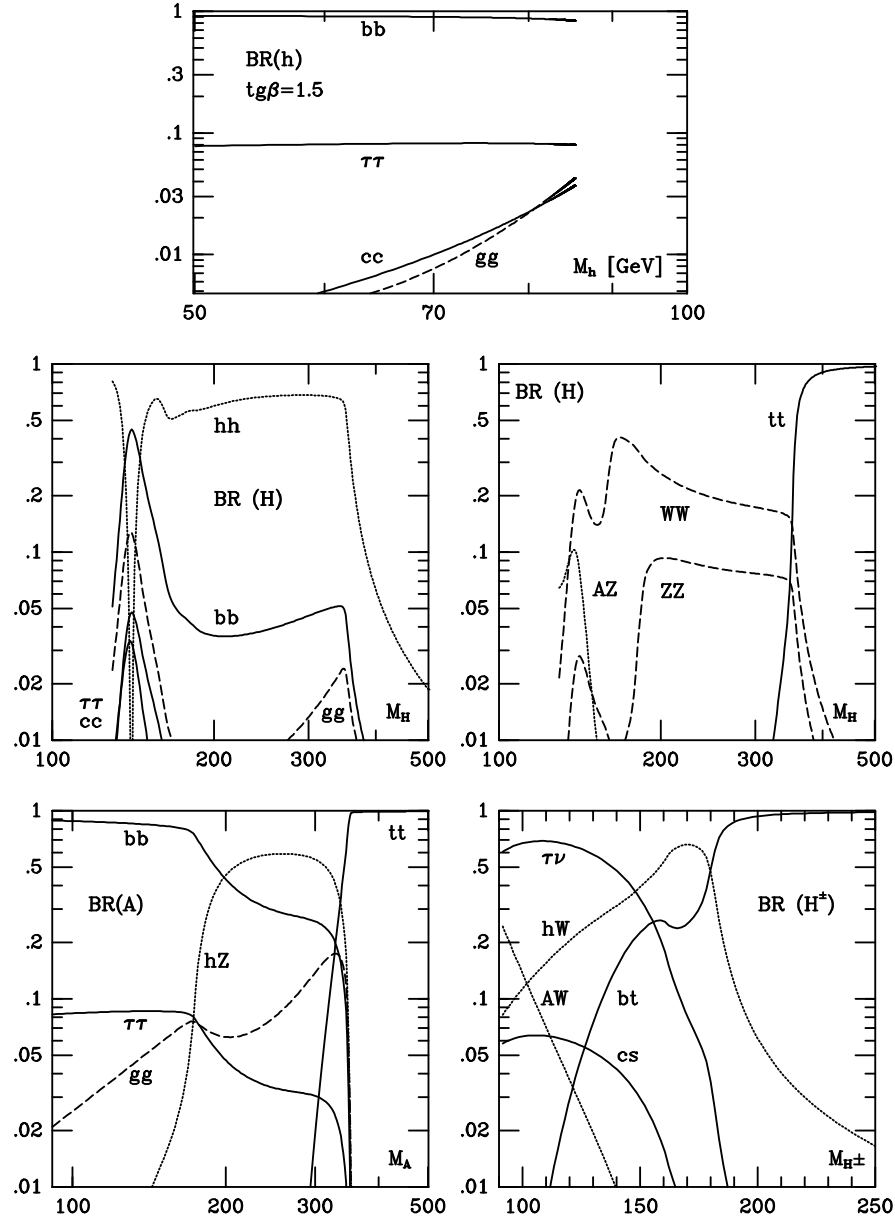 1
.3
.1
.03
.01
BR(h)
tgβ=1.5
bb
ττ
cc
gg
M_h [GeV]
50
70
100
1
.5
.2
.1
.05
.02
.01
hh
BR (H)
bb
ττ
cc
gg
M_H
100
200
300
500
1
.5
.2
.1
.05
.02
.01
BR (H)
tt
WW
AZ
ZZ
M_H
100
200
300
500
1
.5
.2
.1
.05
.02
.01
bb
tt
BR(A)
hZ
ττ
gg
M_A
100
200
300
500
1
.5
.2
.1
.05
.02
.01
τν
hW
BR (H±)
AW
bt
cs
M_H±
100
150
200
250